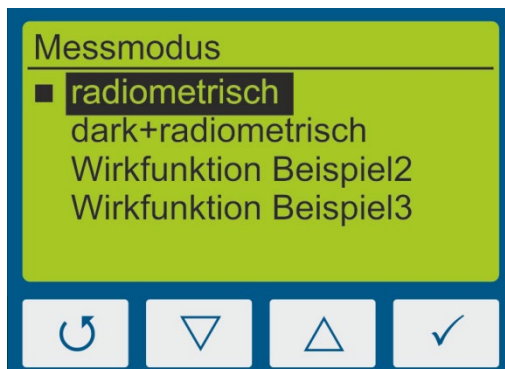 Messmodus
radiometrisch
dark+radiometrisch
Wirkfunktion Beispiel2
Wirkfunktion Beispiel3